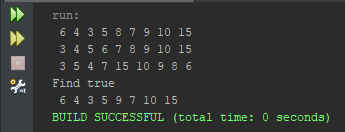 run:
6 4 3 5 8 7 9 10 15
3 4 5 6 7 8 9 10 15
3 5 4 7 15 10 9 8 6
Find true
6 4 3 5 9 7 10 15
BUILD SUCCESSFUL (total time: 0 seconds)